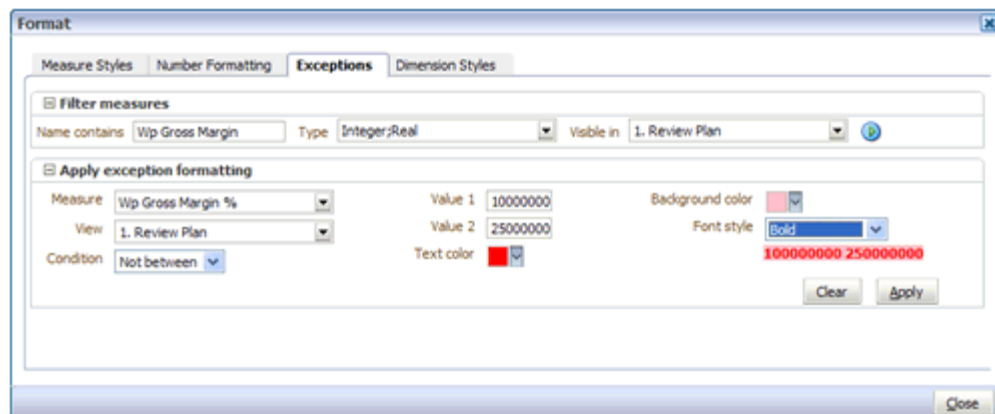 Format
Measure Styles Number Formatting Exceptions Dimension Styles
Filter measures
Name contains Wp Gross Margin Type Integer;Real Visible in 1. Review Plan
Apply exception formatting
Measure Wp Gross Margin % Value 1 10000000 Background color
View 1. Review Plan Value 2 25000000 Font style Bold
Condition Not between Text color 100000000 250000000
Clear Apply
Close